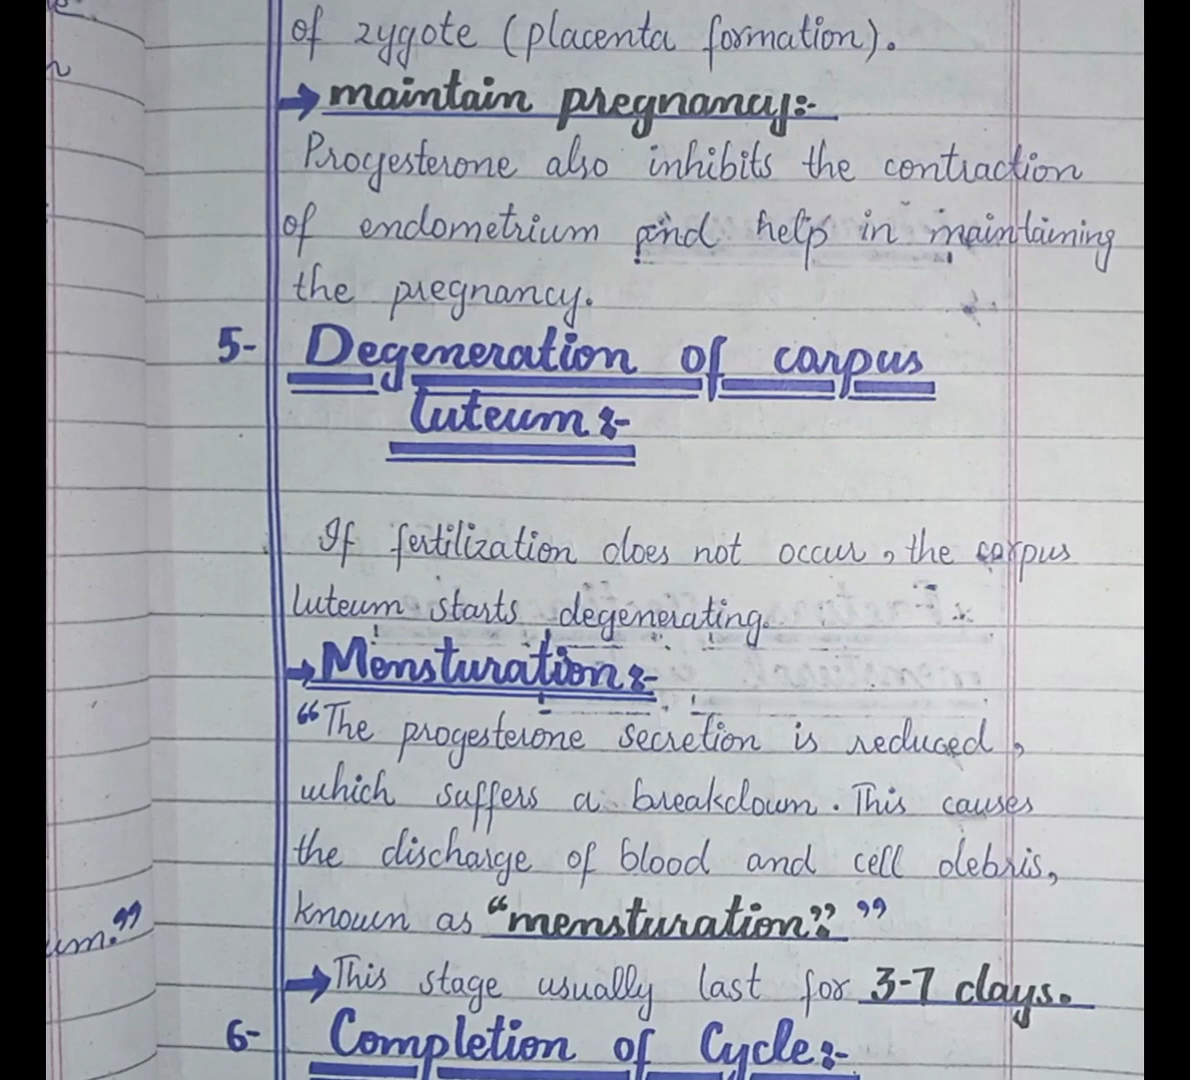 of zygote (placenta formation).
→ maintain pregnancy:-
Progesterone also inhibits the contraction
of endometrium and help in maintaining
the pregnancy.
5- Degeneration of carpus
luteum:-
If fertilization does not occur, the carpus
luteum starts degenerating.
→ Mensturation:-
“The progesterone secretion is reduced,
which suffers a breakdown. This causes
the discharge of blood and cell debris,
known as “mensturation”. ”
um.”
→ This stage usually last for 3-7 days.
6- Completion of Cycle:-